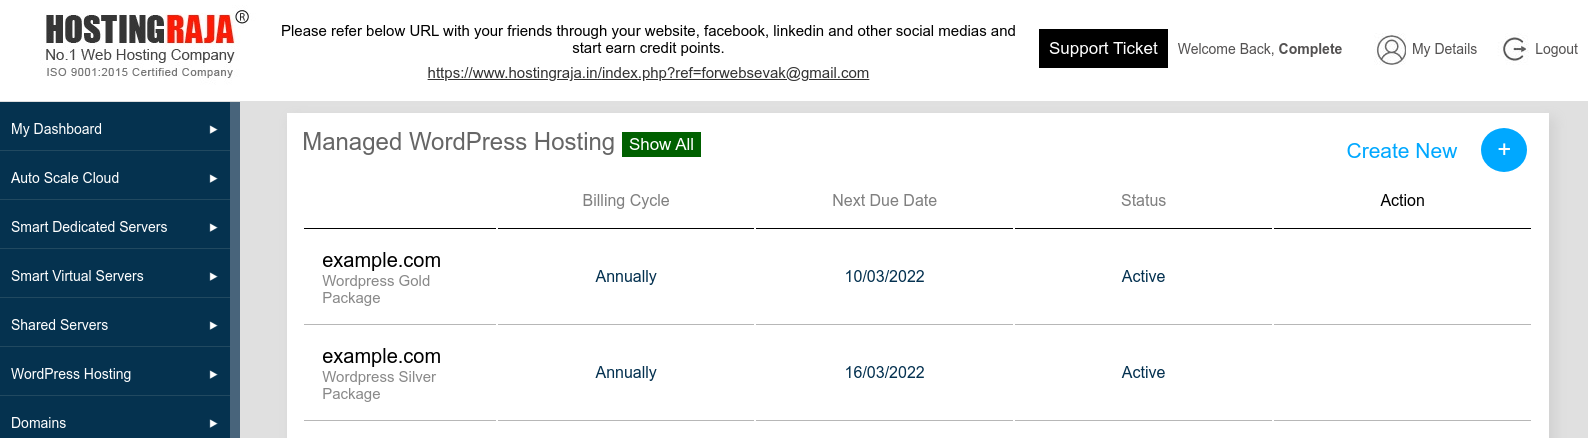 HOSTINGRAJA®
No.1 Web Hosting Company
ISO 9001:2015 Certified Company
Please refer below URL with your friends through your website, facebook, linkedin and other social medias and
start earn credit points.
https://www.hostingraja.in/index.php?ref=forwebsevak@gmail.com
Support Ticket
Welcome Back, Complete
My Details
Logout
My Dashboard ►
Auto Scale Cloud ►
Smart Dedicated Servers ►
Smart Virtual Servers ►
Shared Servers ►
WordPress Hosting ►
Domains ►
Managed WordPress Hosting Show All
Create New +
Billing Cycle Next Due Date Status Action
example.com
Wordpress Gold
Package
Annually 10/03/2022 Active
example.com
Wordpress Silver
Package
Annually 16/03/2022 Active